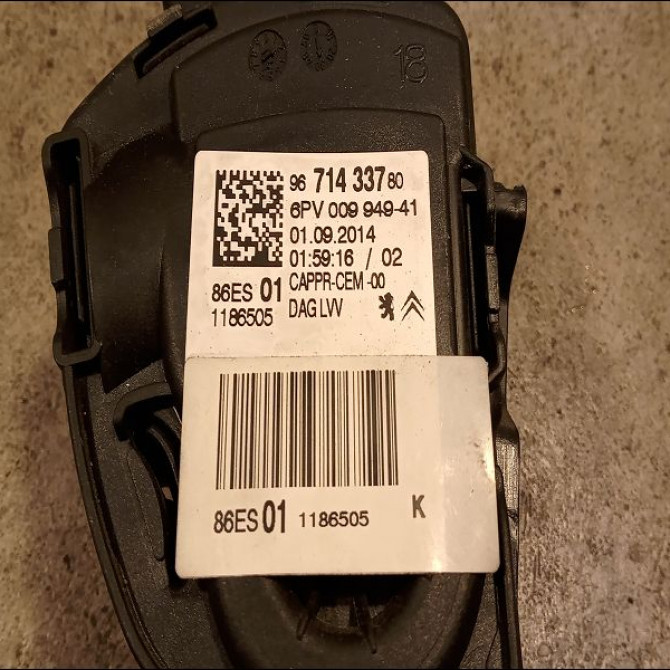 18
96 714 337 80
6PV 009 949-41
01.09.2014
01:59:16 / 02
CAPPR-CEM -00
86ES 01
DAG LVV
1186505
86ES 01 1186505 K